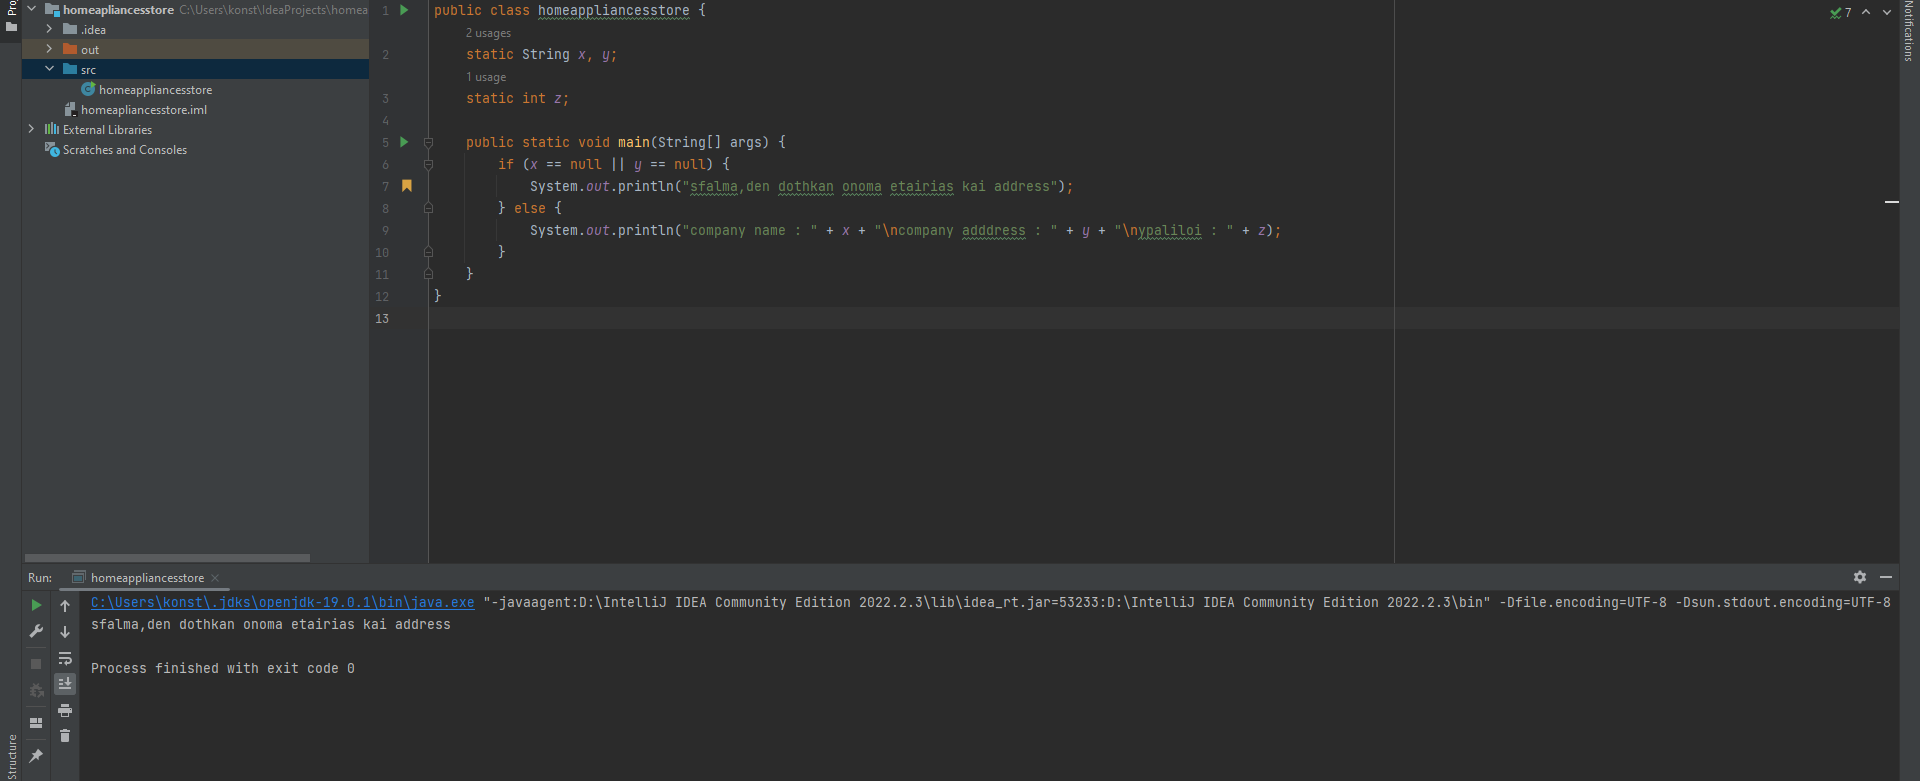 Pro
homeapliancesstore C:\Users\konst\IdeaProjects\homea
.idea
out
src
homeappliancesstore
homeapliancesstore.iml
External Libraries
Scratches and Consoles
1 public class homeappliancesstore {
2 usages
2 static String x, y;
1 usage
3 static int z;
4
5 public static void main(String[] args) {
6 if (x == null || y == null) {
7 System.out.println("sfalma,den dothkan onoma etairias kai address");
8 } else {
9 System.out.println("company name : " + x + "\ncompany adddress : " + y + "\nypaliloi : " + z);
10 }
11 }
12 }
13
7
Notifications
Run: homeappliancesstore
C:\Users\konst\.jdks\openjdk-19.0.1\bin\java.exe "-javaagent:D:\IntelliJ IDEA Community Edition 2022.2.3\lib\idea_rt.jar=53233:D:\IntelliJ IDEA Community Edition 2022.2.3\bin" -Dfile.encoding=UTF-8 -Dsun.stdout.encoding=UTF-8
sfalma,den dothkan onoma etairias kai address
Process finished with exit code 0
Structure